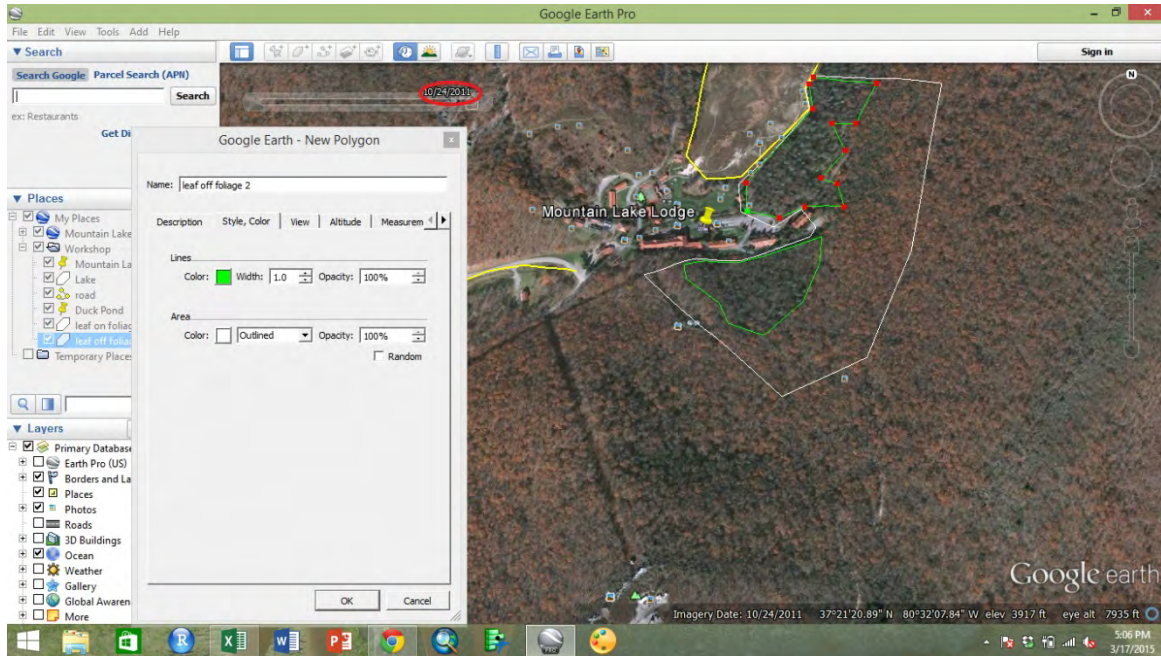 Google Earth Pro
File Edit View Tools Add Help
Search
Search Google Parcel Search (APN)
Search
ex: Restaurants
Get Di
Sign in
10/24/2011
N
Google Earth - New Polygon
Name: leaf off foliage 2
Description Style, Color View Altitude Measurem
Lines
Color: Width: 1.0 Opacity: 100%
Area
Color: Outlined Opacity: 100%
Random
OK Cancel
Places
My Places
Mountain Lake
Workshop
Mountain La
Lake
road
Duck Pond
leaf on foliag
leaf off foliag
Temporary Places
Layers
Primary Database
Earth Pro (US)
Borders and La
Places
Photos
Roads
3D Buildings
Ocean
Weather
Gallery
Global Awaren
More
Mountain Lake Lodge
Google earth
Imagery Date: 10/24/2011 37°21'20.89" N 80°32'07.84" W elev 3917 ft eye alt 7935 ft
R
PRO
5:06 PM
3/17/2015